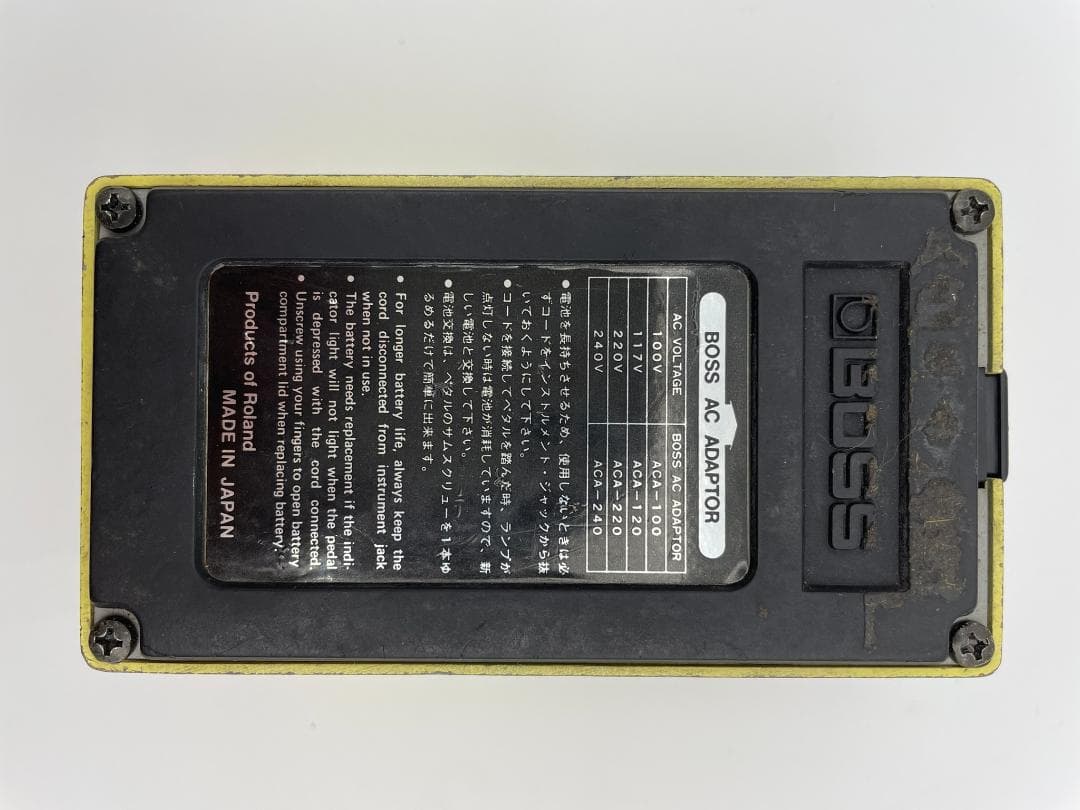 BOSS
BOSS AC ADAPTOR
AC VOLTAGE BOSS AC ADAPTOR
100V ACA-100
117V ACA-120
220V ACA-220
240V ACA-240
●電池を長持ちさせるため、使用しないときは必
ずコードをインストルメント・ジャックから抜
いておくようにして下さい。
●コードを接続してペダルを踏んだ時、ランプが
点灯しない時は電池が消耗していますので、新
しい電池と交換して下さい。
●電池交換は、ペダルのサムスクリューを1本ゆ
るめるだけで簡単に出来ます。
● For longer battery life, always keep the
cord disconnected from instrument jack
when not in use.
● The battery needs replacement if the indi-
cator light will not light when the pedal
is depressed with the cord connected.
● Unscrew using your fingers to open battery
compartment lid when replacing battery.
Products of Roland
MADE IN JAPAN